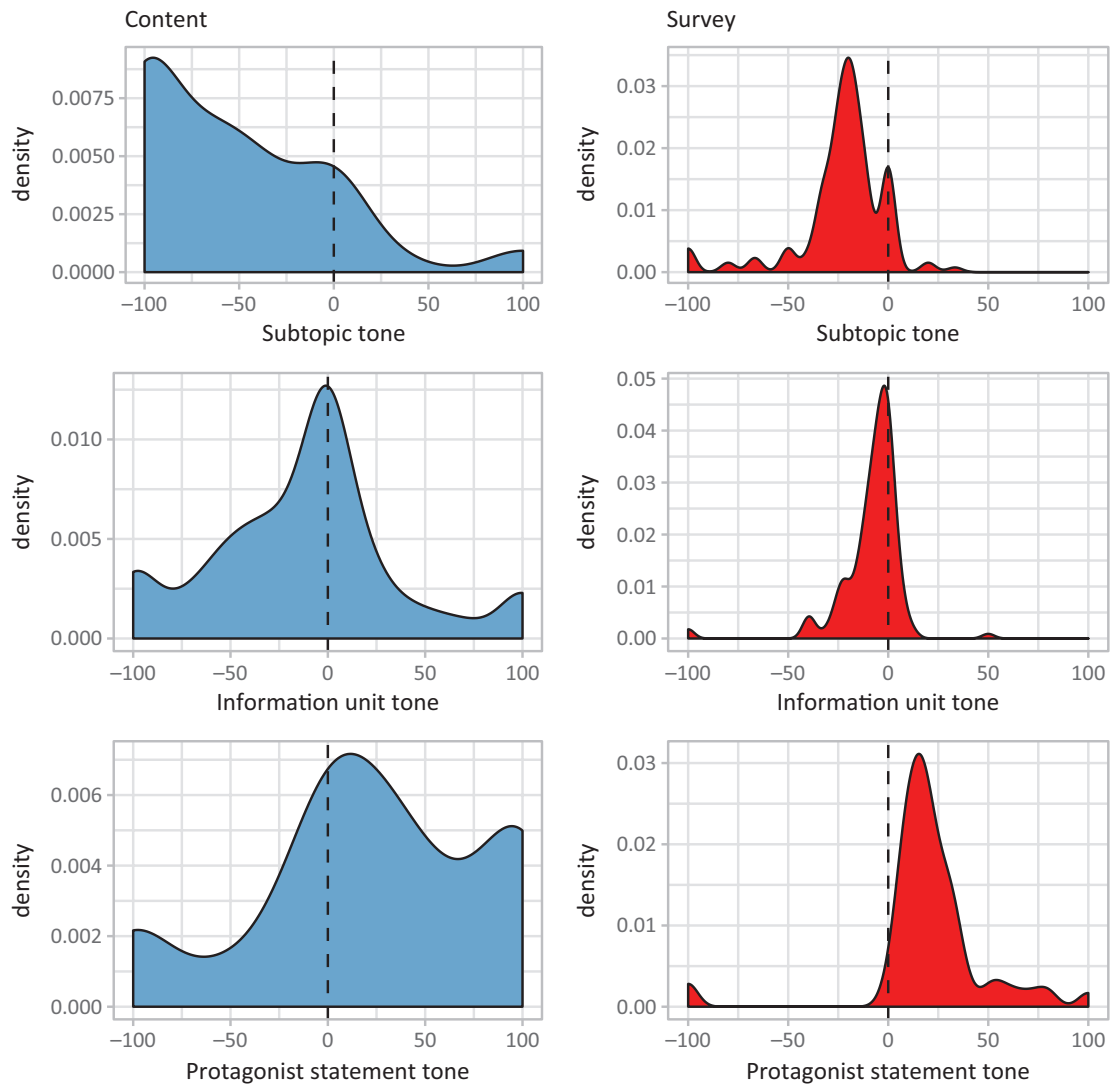 Content
density
0.0075
0.0050
0.0025
0.0000
−100 −50 0 50 100
Subtopic tone
Survey
density
0.03
0.02
0.01
0.00
−100 −50 0 50 100
Subtopic tone
density
0.010
0.005
0.000
−100 −50 0 50 100
Information unit tone
density
0.05
0.04
0.03
0.02
0.01
0.00
−100 −50 0 50 100
Information unit tone
density
0.006
0.004
0.002
0.000
−100 −50 0 50 100
Protagonist statement tone
density
0.03
0.02
0.01
0.00
−100 −50 0 50 100
Protagonist statement tone